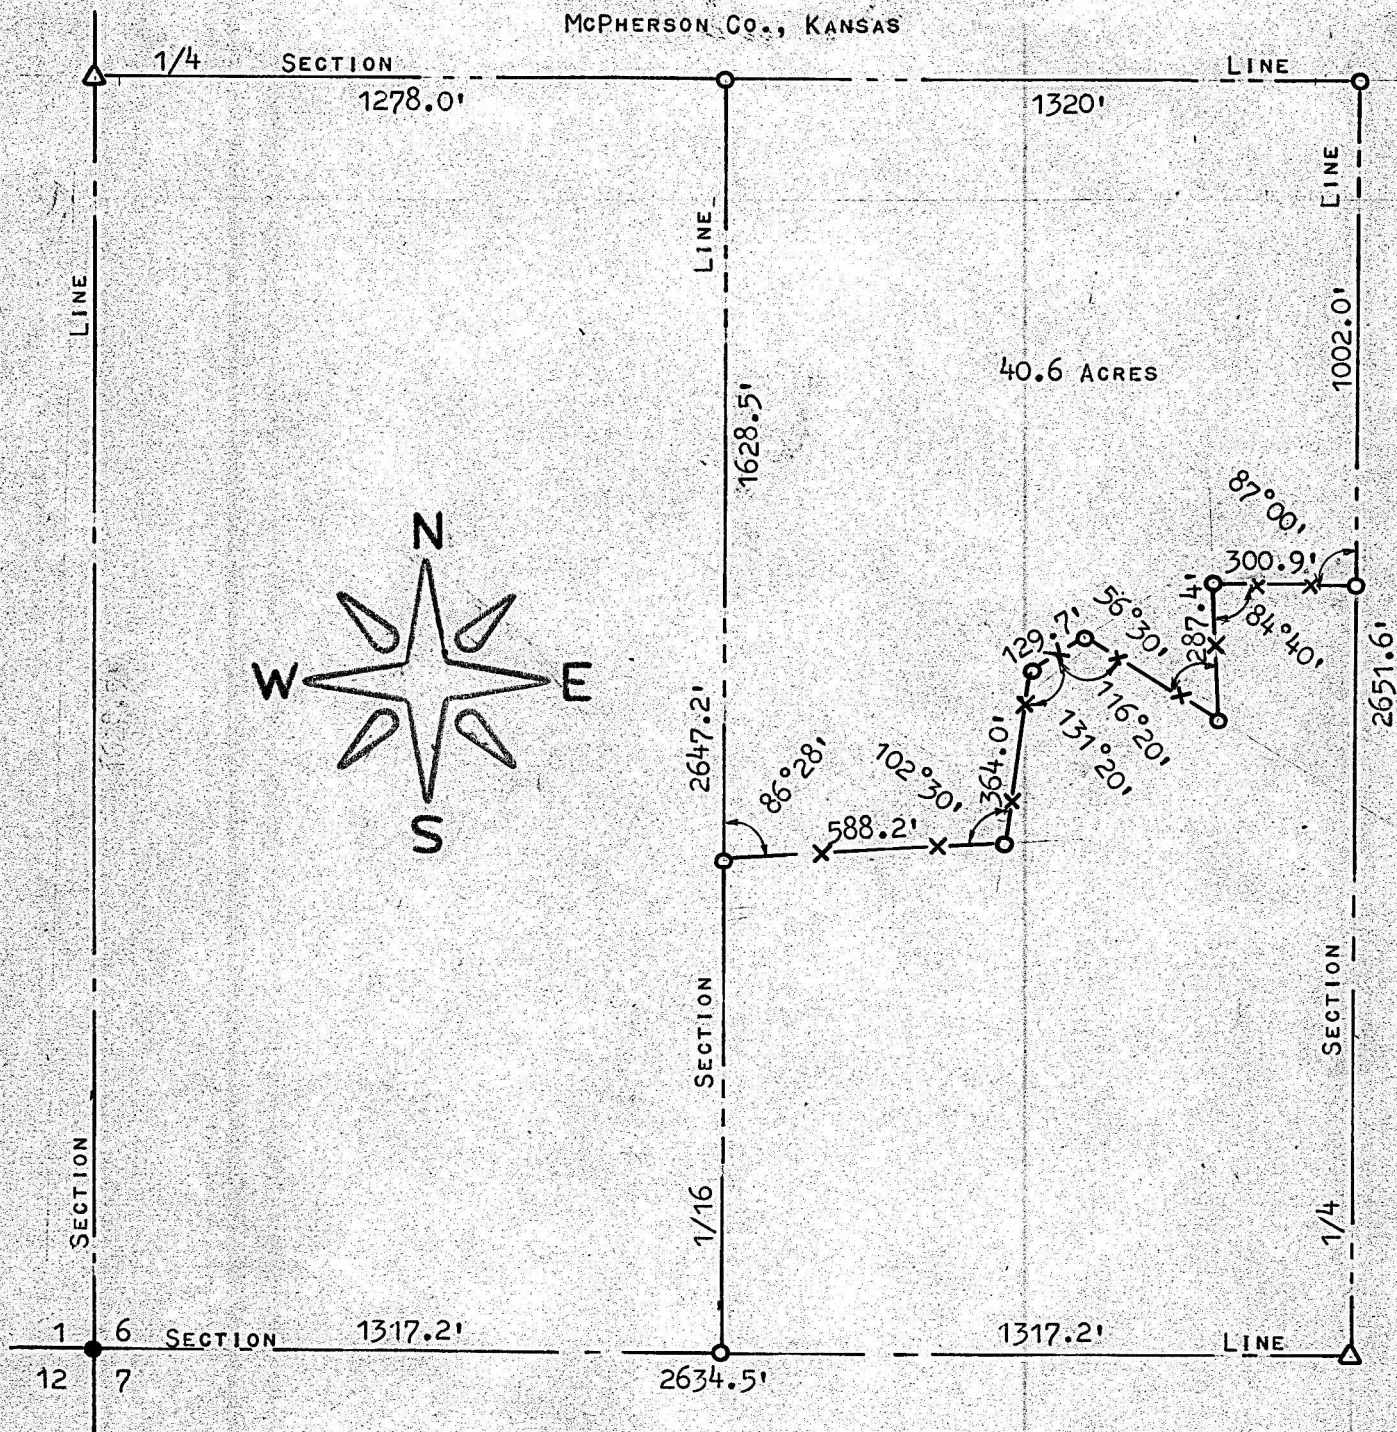 McPherson Co., Kansas
1/4 Section Line
1278.0'
1320'
Line
Line
Line
1002.0'
1628.5'
40.6 Acres
87°00'
300.9'
84°40'
287.4'
56°30'
129.7'
116°20'
131°20'
364.0'
102°30'
588.2'
86°28'
2647.2'
2651.6'
N
W E
S
Section
Section
Section
1/16
1/4
1 6
12 7
Section 1317.2'
1317.2' Line
2634.5'